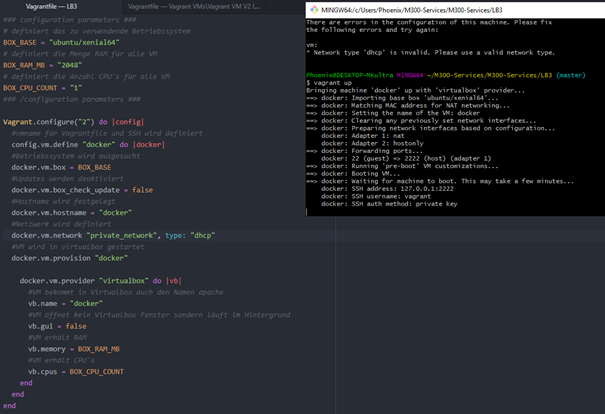 Vagrantfile — LB3
Vagrantfile — Vagrant VMs\Vagrant VM V2 L...
### configuration parameters ###
# definiert das zu verwendende Betriebssystem
BOX_BASE = "ubuntu/xenial64"
# definiert die Menge RAM für alle VM
BOX_RAM_MB = "2048"
# definiert die Anzahl CPU's für alle VM
BOX_CPU_COUNT = "1"
### /configuration parameters ###
Vagrant.configure("2") do |config|
#vmname für Vagrantfile und SSH wird definiert
config.vm.define "docker" do |docker|
#Betriebssystem wird ausgesucht
docker.vm.box = BOX_BASE
#Updates werden deaktiviert
docker.vm.box_check_update = false
#Hostname wird festgelegt
docker.vm.hostname = "docker"
#Netzwerk wird definiert
docker.vm.network "private_network", type: "dhcp"
#VM wird in virtualbox gestartet
docker.vm.provision "docker"
docker.vm.provider "virtualbox" do |vb|
#VM bekommt in Virtualbox auch den Namen apache
vb.name = "docker"
#VM öffnet kein Virtualbox Fenster sondern läuft im Hintergrund
vb.gui = false
#VM erhält RAM
vb.memory = BOX_RAM_MB
#VM erhält CPU's
vb.cpus = BOX_CPU_COUNT
end
end
end
MINGW64:/c/Users/Phoenix/M300-Services/M300-Services/LB3
There are errors in the configuration of this machine. Please fix
the following errors and try again:
vm:
* Network type 'dhcp' is invalid. Please use a valid network type.
Phoenix@DESKTOP-MKultra MINGW64 ~/M300-Services/M300-Services/LB3 (master)
$ vagrant up
Bringing machine 'docker' up with 'virtualbox' provider...
==> docker: Importing base box 'ubuntu/xenial64'...
==> docker: Matching MAC address for NAT networking...
==> docker: Setting the name of the VM: docker
==> docker: Clearing any previously set network interfaces...
==> docker: Preparing network interfaces based on configuration...
docker: Adapter 1: nat
docker: Adapter 2: hostonly
==> docker: Forwarding ports...
docker: 22 (guest) => 2222 (host) (adapter 1)
==> docker: Running 'pre-boot' VM customizations...
==> docker: Booting VM...
==> docker: Waiting for machine to boot. This may take a few minutes...
docker: SSH address: 127.0.0.1:2222
docker: SSH username: vagrant
docker: SSH auth method: private key